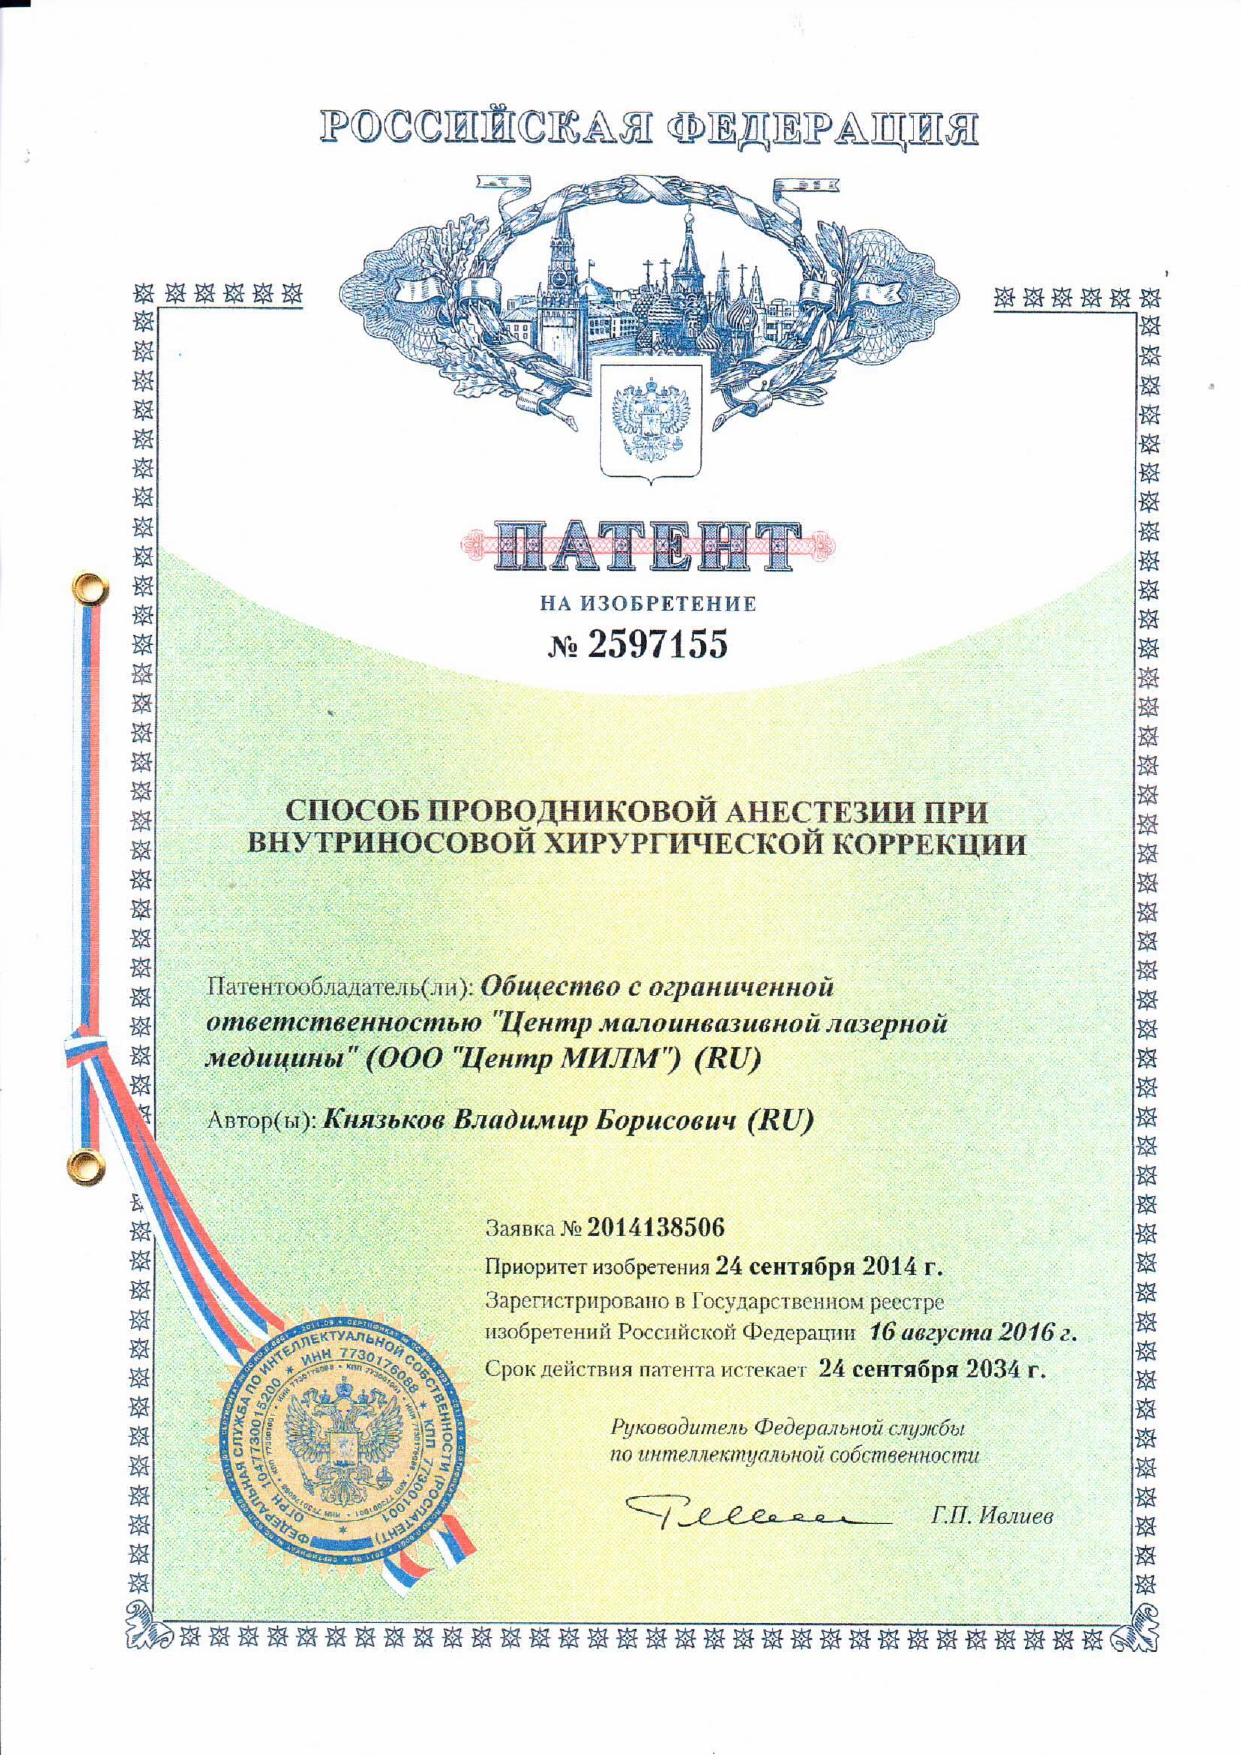 РОССИЙСКАЯ ФЕДЕРАЦИЯ
ПАТЕНТ
НА ИЗОБРЕТЕНИЕ
№ 2597155
СПОСОБ ПРОВОДНИКОВОЙ АНЕСТЕЗИИ ПРИ
ВНУТРИНОСОВОЙ ХИРУРГИЧЕСКОЙ КОРРЕКЦИИ
Патентообладатель(ли): Общество с ограниченной
ответственностью "Центр малоинвазивной лазерной
медицины" (ООО "Центр МИЛМ") (RU)
Автор(ы): Князьков Владимир Борисович (RU)
Заявка № 2014138506
Приоритет изобретения 24 сентября 2014 г.
Зарегистрировано в Государственном реестре
изобретений Российской Федерации 16 августа 2016 г.
Срок действия патента истекает 24 сентября 2034 г.
Руководитель Федеральной службы
по интеллектуальной собственности
Г.П. Ивлиев
ФЕДЕРАЛЬНАЯ СЛУЖБА ПО ИНТЕЛЛЕКТУАЛЬНОЙ СОБСТВЕННОСТИ (РОСПАТЕНТ)
ОГРН 1047730015200 * ИНН 7730176088 * КПП 773001001